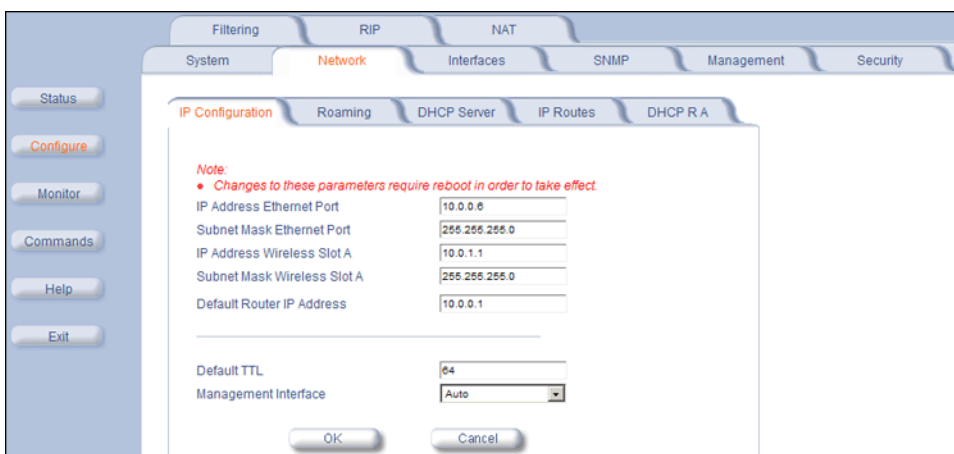 Filtering RIP NAT
System Network Interfaces SNMP Management Security
Status
Configure
Monitor
Commands
Help
Exit
IP Configuration Roaming DHCP Server IP Routes DHCP R A
Note:
• Changes to these parameters require reboot in order to take effect.
IP Address Ethernet Port 10.0.0.6
Subnet Mask Ethernet Port 255.255.255.0
IP Address Wireless Slot A 10.0.1.1
Subnet Mask Wireless Slot A 255.255.255.0
Default Router IP Address 10.0.0.1
Default TTL 64
Management Interface Auto
OK Cancel